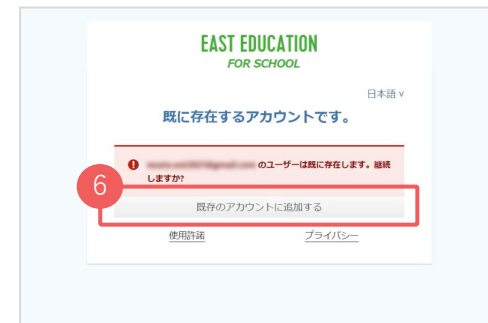 EAST EDUCATION
FOR SCHOOL
日本語 ∨
既に存在するアカウントです。
のユーザーは既に存在します。継続
しますか?
6
既存のアカウントに追加する
使用許諾
プライバシー